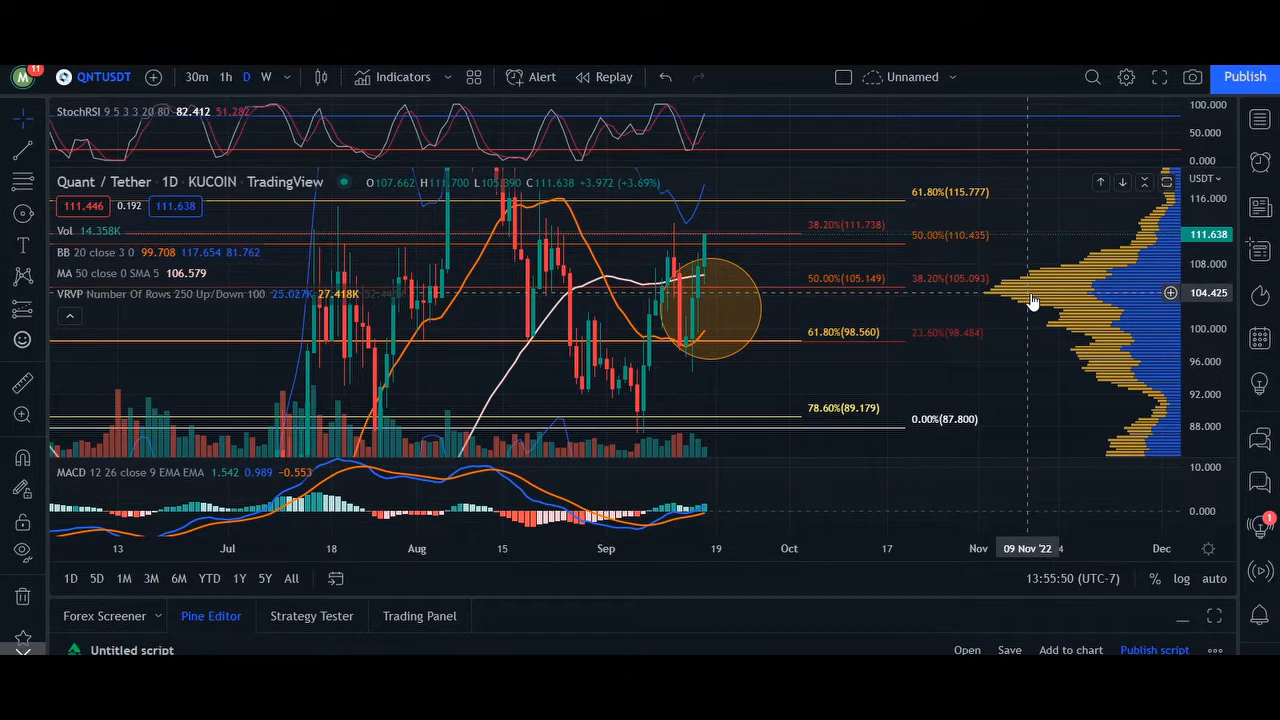 M 11 QNTUSDT 30m 1h D W Indicators Alert Replay Unnamed Publish
StochRSI 9 5 3 3 20 80 82.412 51.282
100.000
50.000
0.000
Quant / Tether · 1D · KUCOIN · TradingView O107.662 H111.700 L105.390 C111.638 +3.972 (+3.69%)
USDT
111.446 0.192 111.638
Vol 14.358K
BB 20 close 3 0 99.708 117.654 81.762
MA 50 close 0 SMA 5 106.579
VRVP Number Of Rows 250 Up/Down 100 25.027K 27.418K
61.80%(115.777)
38.20%(111.738)
50.00%(110.435)
50.00%(105.149) 38.20%(105.093)
61.80%(98.560) 23.60%(98.484)
78.60%(89.179)
0.00%(87.800)
116.000
111.638
108.000
104.425
100.000
96.000
92.000
88.000
MACD 12 26 close 9 EMA EMA 1.542 0.989 −0.553
10.000
0.000
13 Jul 18 Aug 15 Sep 19 Oct 17 Nov 09 Nov '22 4 Dec
1D 5D 1M 3M 6M YTD 1Y 5Y All 13:55:50 (UTC-7) % log auto
Forex Screener Pine Editor Strategy Tester Trading Panel
1
Untitled script Open Save Add to chart Publish script